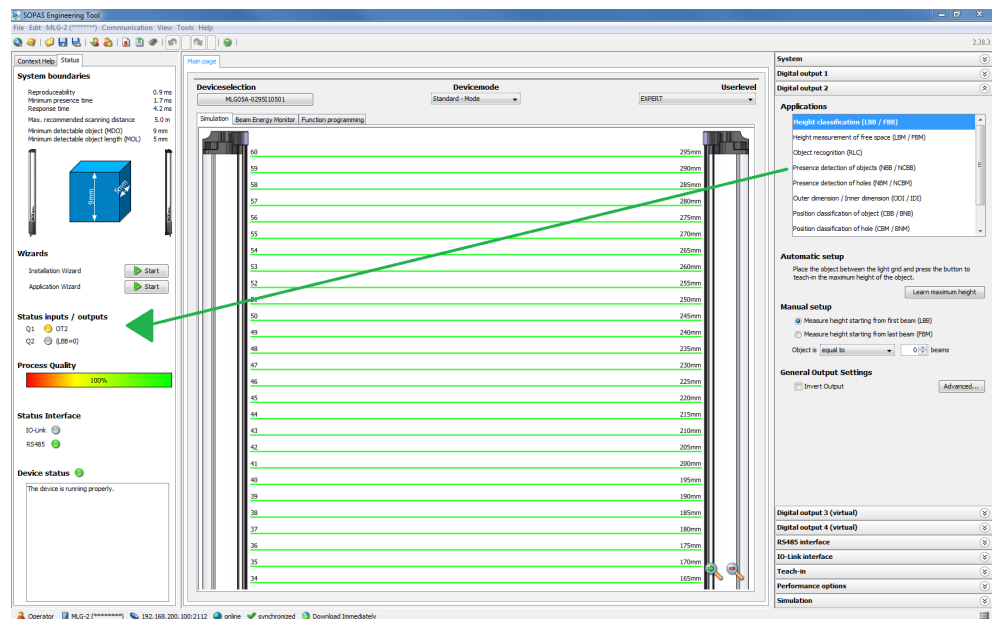 SOPAS Engineering Tool
File Edit MLG-2 (********) Communication View Tools Help
2.38.3
Context Help Status
System boundaries
Reproduceability 0.9 ms
Minimum presence time 1.7 ms
Response time 4.2 ms
Max. recommended scanning distance 5.0 m
Minimum detectable object (MDO) 9 mm
Minimum detectable object length (MOL) 5 mm
9mm
5mm
Wizards
Installation Wizard Start
Application Wizard Start
Status inputs / outputs
Q1 OT2
Q2 (LBB=0)
Process Quality
100%
Status Interface
IO-Link
RS485
Device status
The device is running properly.
Main page
Deviceselection Devicemode Userlevel
MLG05A-0295I10501 Standard - Mode EXPERT
Simulation Beam Energy Monitor Function programming
60 295mm
59 290mm
58 285mm
57 280mm
56 275mm
55 270mm
54 265mm
53 260mm
52 255mm
51 250mm
50 245mm
49 240mm
48 235mm
47 230mm
46 225mm
45 220mm
44 215mm
43 210mm
42 205mm
41 200mm
40 195mm
39 190mm
38 185mm
37 180mm
36 175mm
35 170mm
34 165mm
System
Digital output 1
Digital output 2
Applications
Height classification (LBB / FBB)
Height measurement of free space (LBM / FBM)
Object recognition (RLC)
Presence detection of objects (NBB / NCBB)
Presence detection of holes (NBM / NCBM)
Outer dimension / Inner dimension (ODI / IDI)
Position classification of object (CBB / BNB)
Position classification of hole (CBM / BNM)
Automatic setup
Place the object between the light grid and press the button to
teach-in the maximum height of the object.
Learn maximum height
Manual setup
Measure height starting from first beam (LBB)
Measure height starting from last beam (FBM)
Object is equal to 0 beams
General Output Settings
Invert Output Advanced...
Digital output 3 (virtual)
Digital output 4 (virtual)
RS485 interface
IO-Link interface
Teach-in
Performance options
Simulation
Operator MLG-2 (********) 192.168.200.100:2112 online synchronized Download Immediately